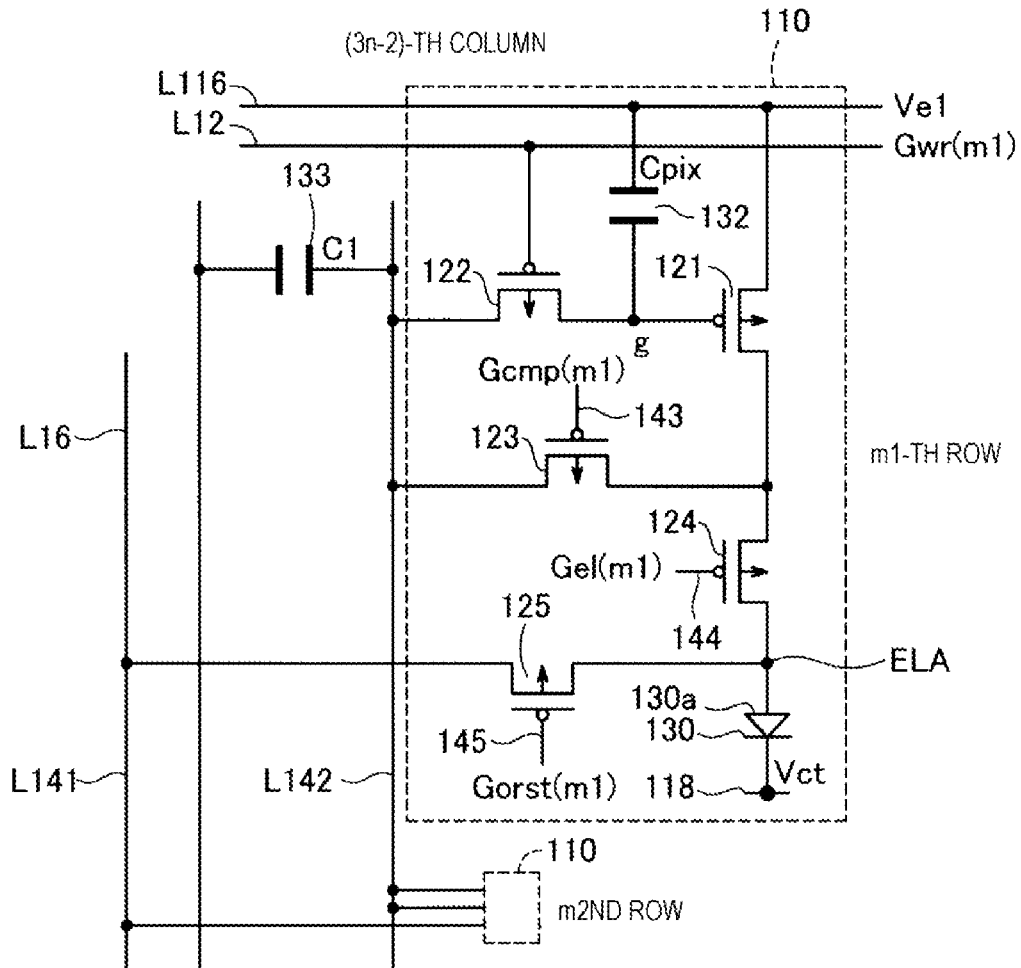 110
(3n-2)-TH COLUMN
L116
Ve1
L12
Gwr(m1)
133
Cpix
132
C1
122
121
g
Gcmp(m1)
143
L16
123
m1-TH ROW
124
Gel(m1)
125
144
ELA
130a
130
145
L141
L142
Vct
Gorst(m1)
118
110
m2ND ROW